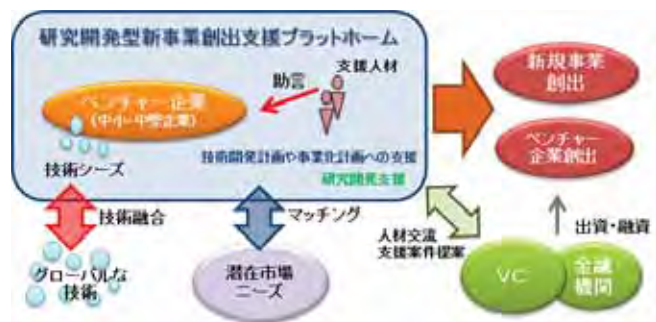 研究開発型新事業創出支援プラットホーム
支援人材
助言
ベンチャー企業
(中小・中堅企業)
技術シーズ
技術開発計画や事業化計画への支援
研究開発支援
新規事業
創出
ベンチャー
企業創出
技術融合
マッチング
人材交流
支援案件提案
出資・融資
グローバルな
技術
潜在市場
ニーズ
VC
金融
機関